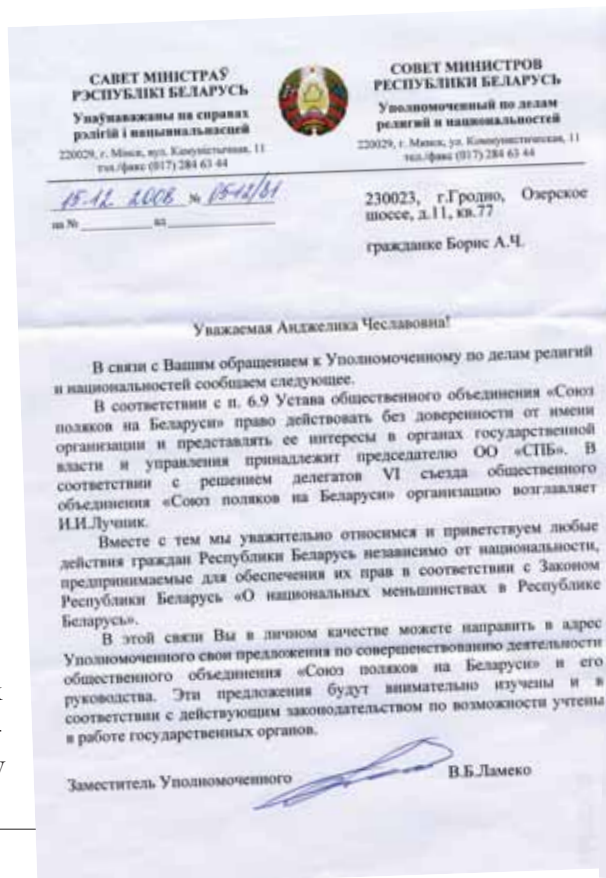 САВЕТ МІНІСТРАЎ
РЭСПУБЛІКІ БЕЛАРУСЬ
Упаўнаважаны па справах
рэлігій і нацыянальнасцей
220029, г. Мінск, вул. Камуністычная, 11
тэл./факс (017) 284 63 44
СОВЕТ МИНИСТРОВ
РЕСПУБЛИКИ БЕЛАРУСЬ
Уполномоченный по делам
религий и национальностей
220029, г. Минск, ул. Коммунистическая, 11
тел./факс (017) 284 63 44
15.12.2008 № 05-12/31
на № ад
230023, г.Гродно, Озерское
шоссе, д.11, кв.77
гражданке Борис А.Ч.
Уважаемая Анджелика Чеславовна!
В связи с Вашим обращением к Уполномоченному по делам религий
и национальностей сообщаем следующее.
В соответствии с п. 6.9 Устава общественного объединения «Союз
поляков на Беларуси» право действовать без доверенности от имени
организации и представлять ее интересы в органах государственной
власти и управления принадлежит председателю ОО «СПБ». В
соответствии с решением делегатов VI съезда общественного
объединения «Союз поляков на Беларуси» организацию возглавляет
И.И.Лучник.
Вместе с тем мы уважительно относимся и приветствуем любые
действия граждан Республики Беларусь независимо от национальности,
предпринимаемые для обеспечения их прав в соответствии с Законом
Республики Беларусь «О национальных меньшинствах в Республике
Беларусь».
В этой связи Вы в личном качестве можете направить в адрес
Уполномоченного свои предложения по совершенствованию деятельности
общественного объединения «Союз поляков на Беларуси» и его
руководства. Эти предложения будут внимательно изучены и в
соответствии с действующим законодательством по возможности учтены
в работе государственных органов.
Заместитель Уполномоченного В.Б.Ламеко